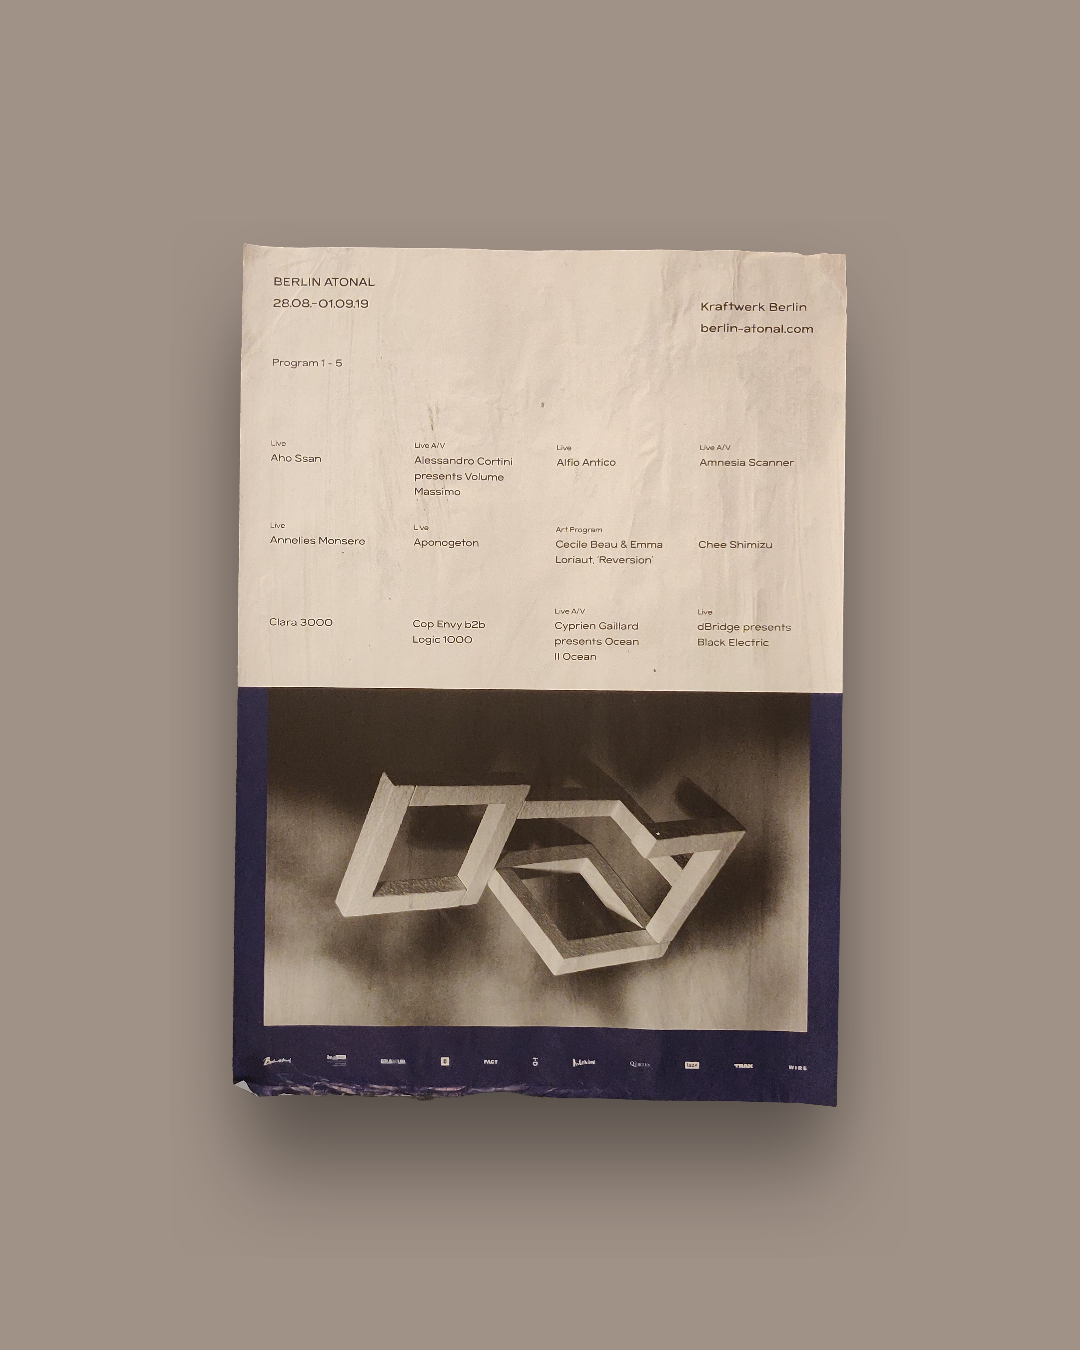 BERLIN ATONAL
28.08.–01.09.19
Kraftwerk Berlin
berlin-atonal.com
Program 1 - 5
Live
Aho Ssan
Live A/V
Alessandro Cortini
presents Volume
Massimo
Live
Alfio Antico
Live A/V
Amnesia Scanner
Live
Annelies Monsere
Live
Aponogeton
Art Program
Cecile Beau & Emma
Loriaut, 'Reversion'
Chee Shimizu
Clara 3000
Cop Envy b2b
Logic 1000
Live A/V
Cyprien Gaillard
presents Ocean
II Ocean
Live
dBridge presents
Black Electric
FACT
TRAX
WIRE